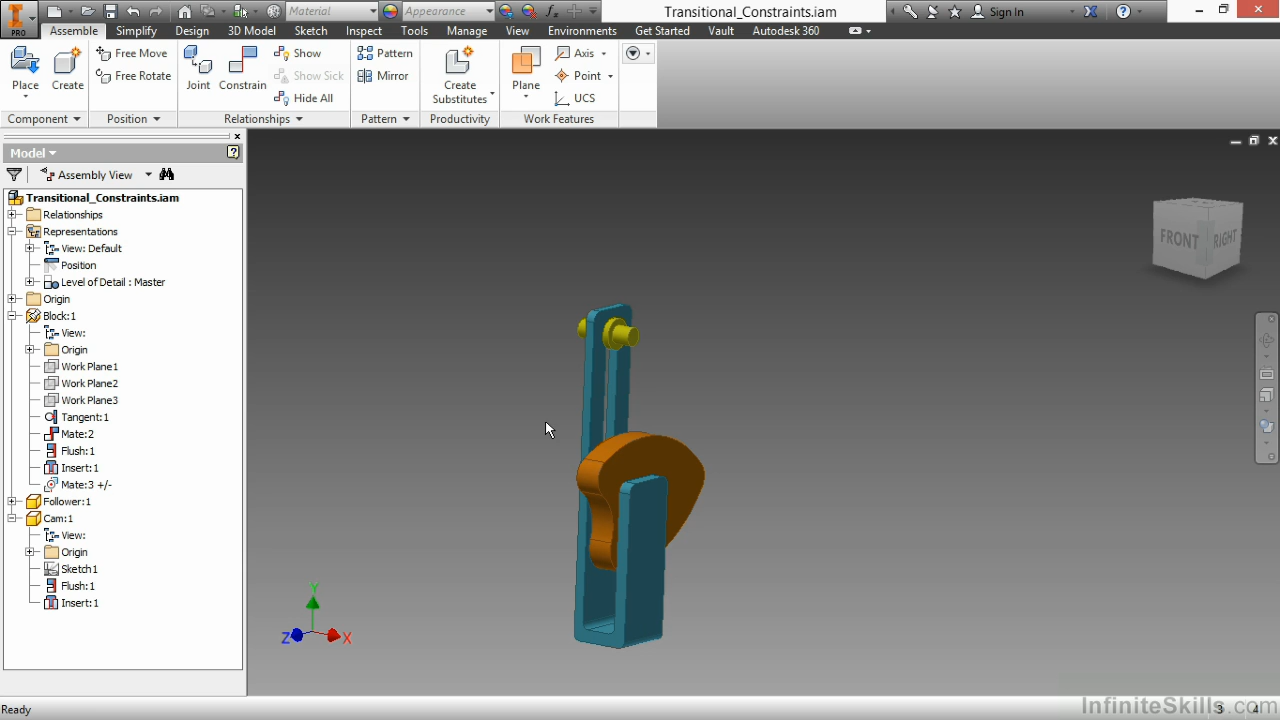 PRO
Material
Appearance
Transitional_Constraints.iam
Sign In
Assemble Simplify Design 3D Model Sketch Inspect Tools Manage View Environments Get Started Vault Autodesk 360
Free Move
Show
Pattern
Axis
Free Rotate
Show Sick
Mirror
Point
Place Create
Joint Constrain
Create
Substitutes
Plane
Hide All
UCS
Component Position Relationships Pattern Productivity Work Features
Model
Assembly View
Transitional_Constraints.iam
Relationships
Representations
View: Default
Position
Level of Detail : Master
Origin
Block:1
View:
Origin
Work Plane1
Work Plane2
Work Plane3
Tangent:1
Mate:2
Flush:1
Insert:1
Mate:3 +/-
Follower:1
Cam:1
View:
Origin
Sketch1
Flush:1
Insert:1
FRONT RIGHT
Y
Z X
Ready
3 4
InfiniteSkills.com